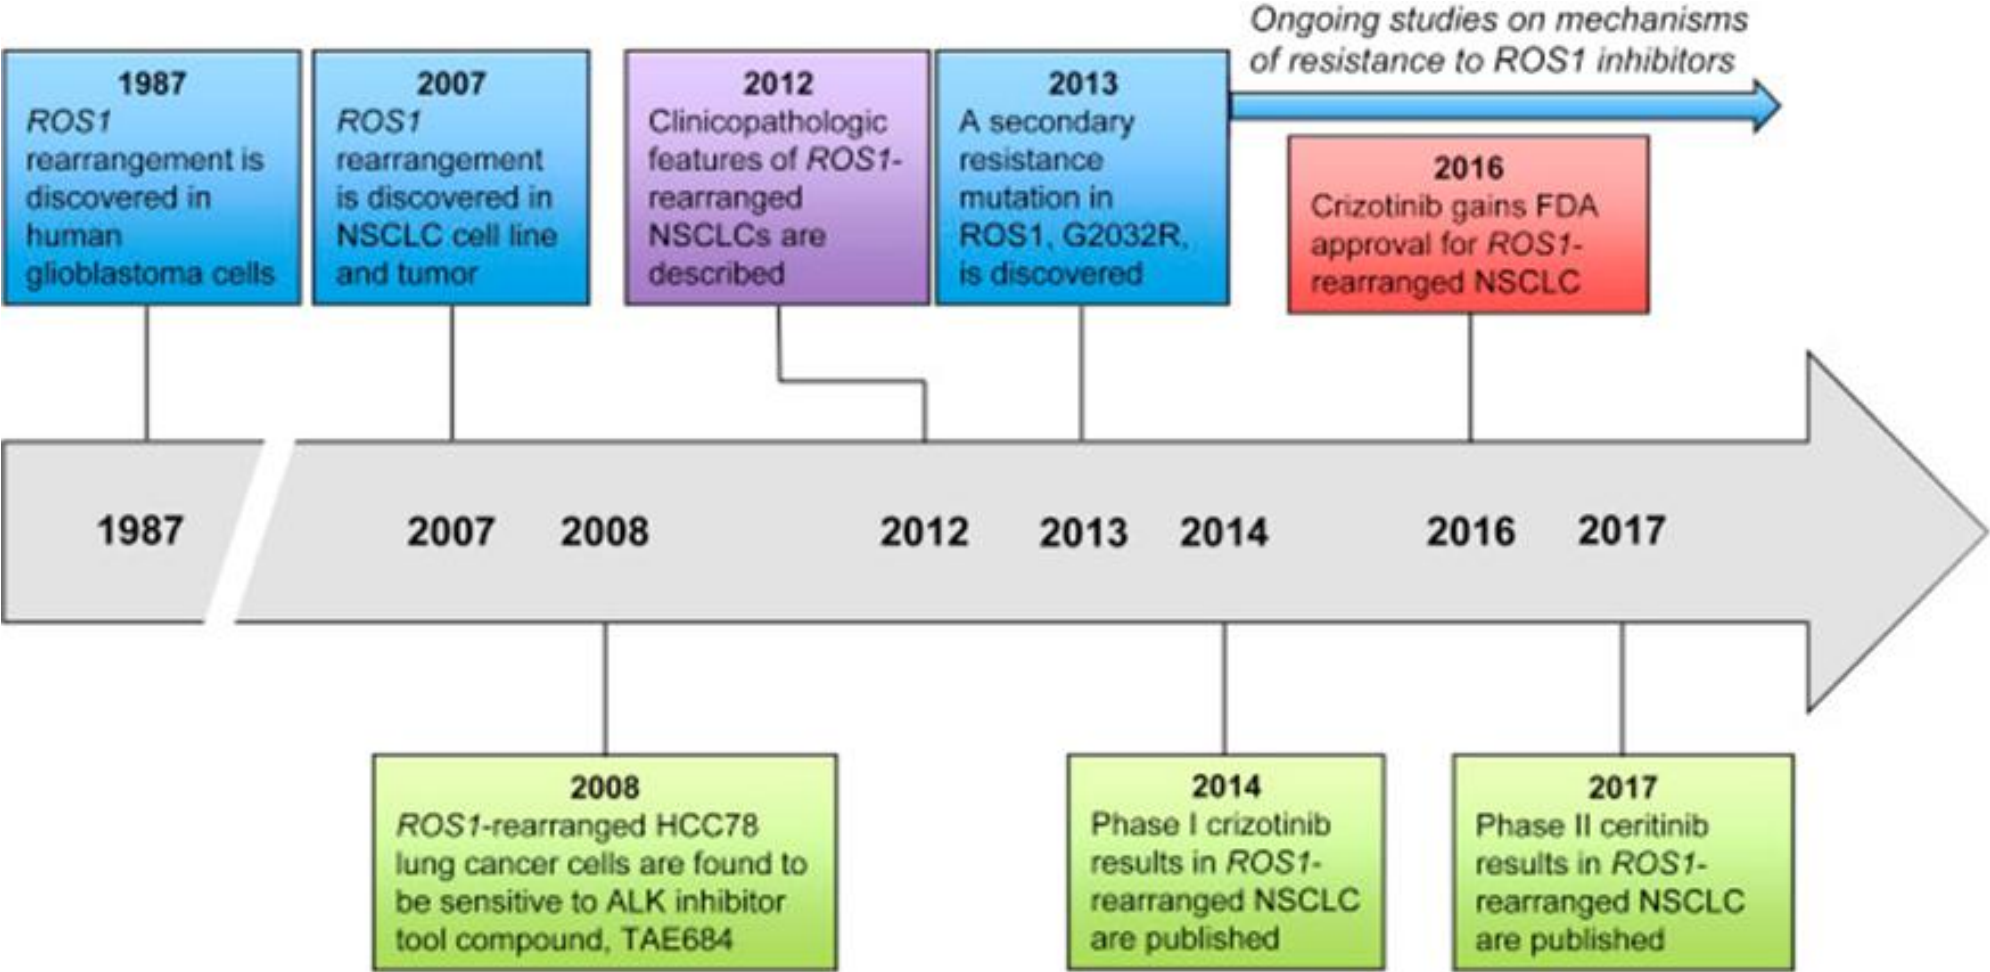 Ongoing studies on mechanisms
of resistance to ROS1 inhibitors
1987
ROS1
rearrangement is
discovered in
human
glioblastoma cells
2007
ROS1
rearrangement
is discovered in
NSCLC cell line
and tumor
2012
Clinicopathologic
features of ROS1-
rearranged
NSCLCs are
described
2013
A secondary
resistance
mutation in
ROS1, G2032R,
is discovered
2016
Crizotinib gains FDA
approval for ROS1-
rearranged NSCLC
1987
2007
2008
2012
2013
2014
2016
2017
2008
ROS1-rearranged HCC78
lung cancer cells are found to
be sensitive to ALK inhibitor
tool compound, TAE684
2014
Phase I crizotinib
results in ROS1-
rearranged NSCLC
are published
2017
Phase II ceritinib
results in ROS1-
rearranged NSCLC
are published